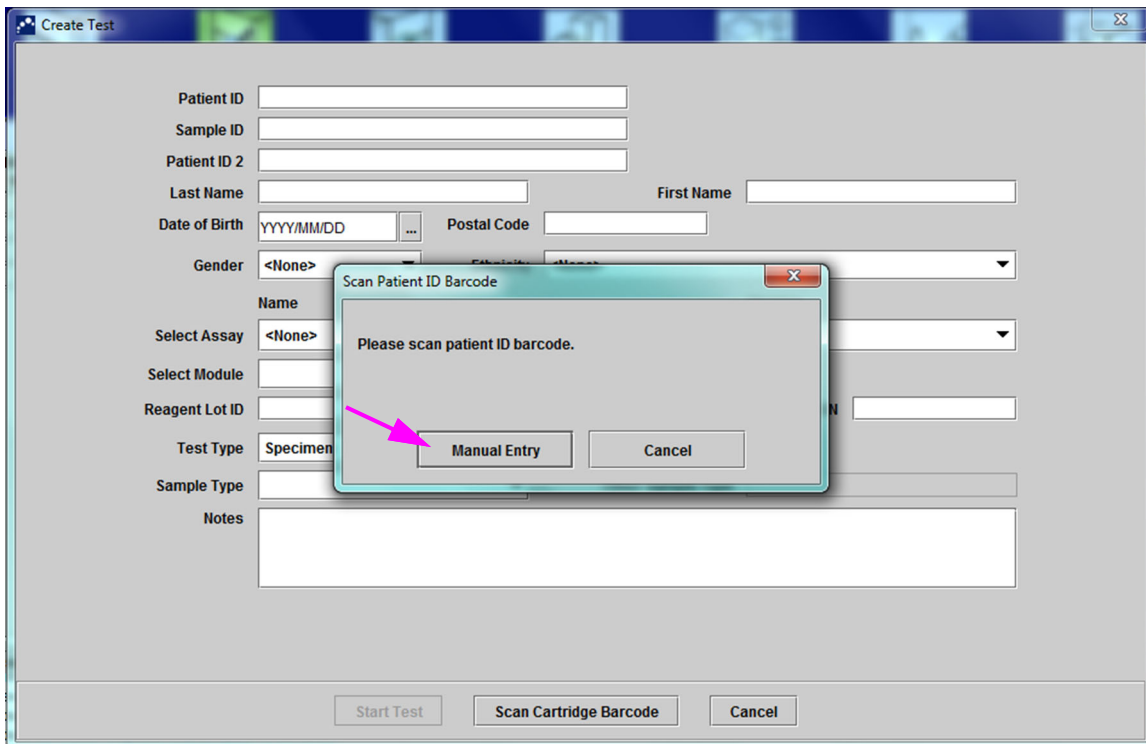 Create Test
Patient ID
Sample ID
Patient ID 2
Last Name First Name
Date of Birth YYYY/MM/DD ... Postal Code
Gender <None>
Scan Patient ID Barcode
Name
Select Assay <None>
Please scan patient ID barcode.
Select Module
Reagent Lot ID N
Test Type Specimen
Manual Entry Cancel
Sample Type
Notes
Start Test Scan Cartridge Barcode Cancel